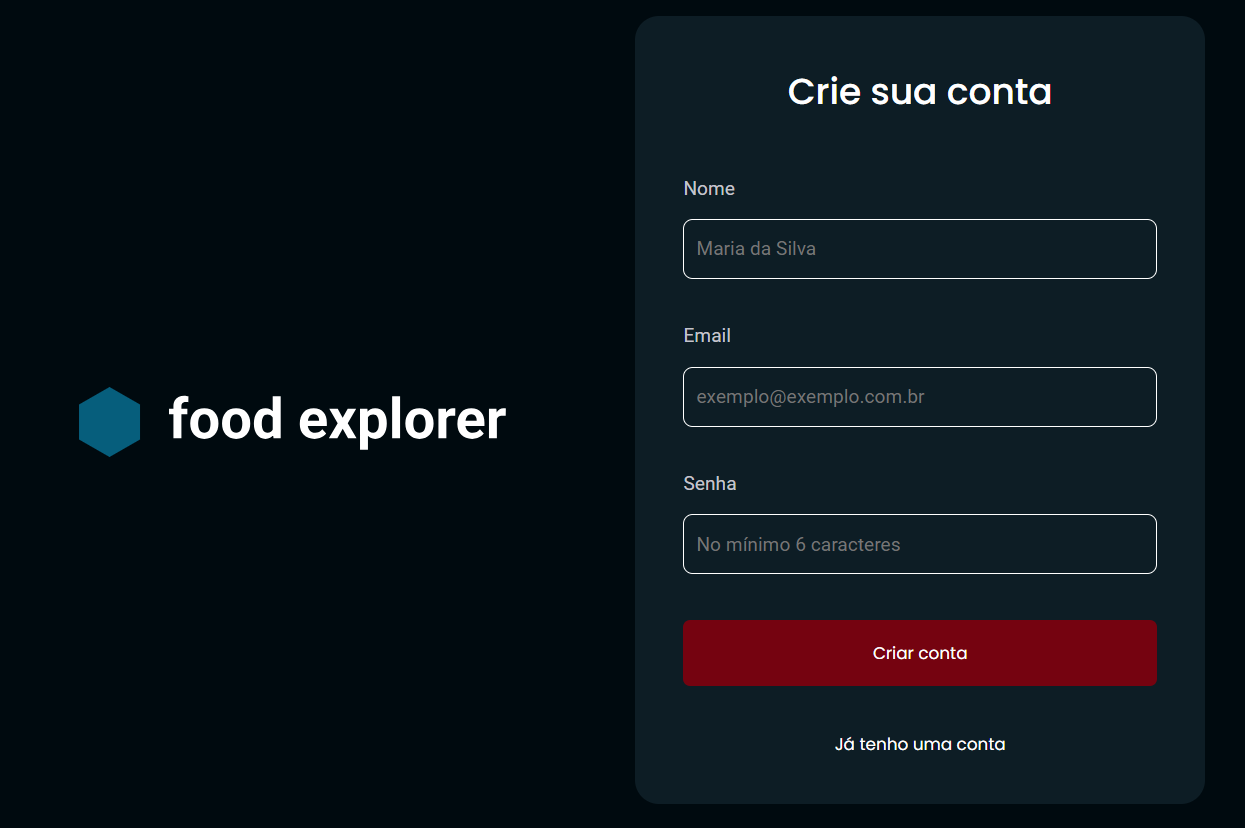 food explorer
Crie sua conta
Nome
Maria da Silva
Email
exemplo@exemplo.com.br
Senha
No mínimo 6 caracteres
Criar conta
Já tenho uma conta